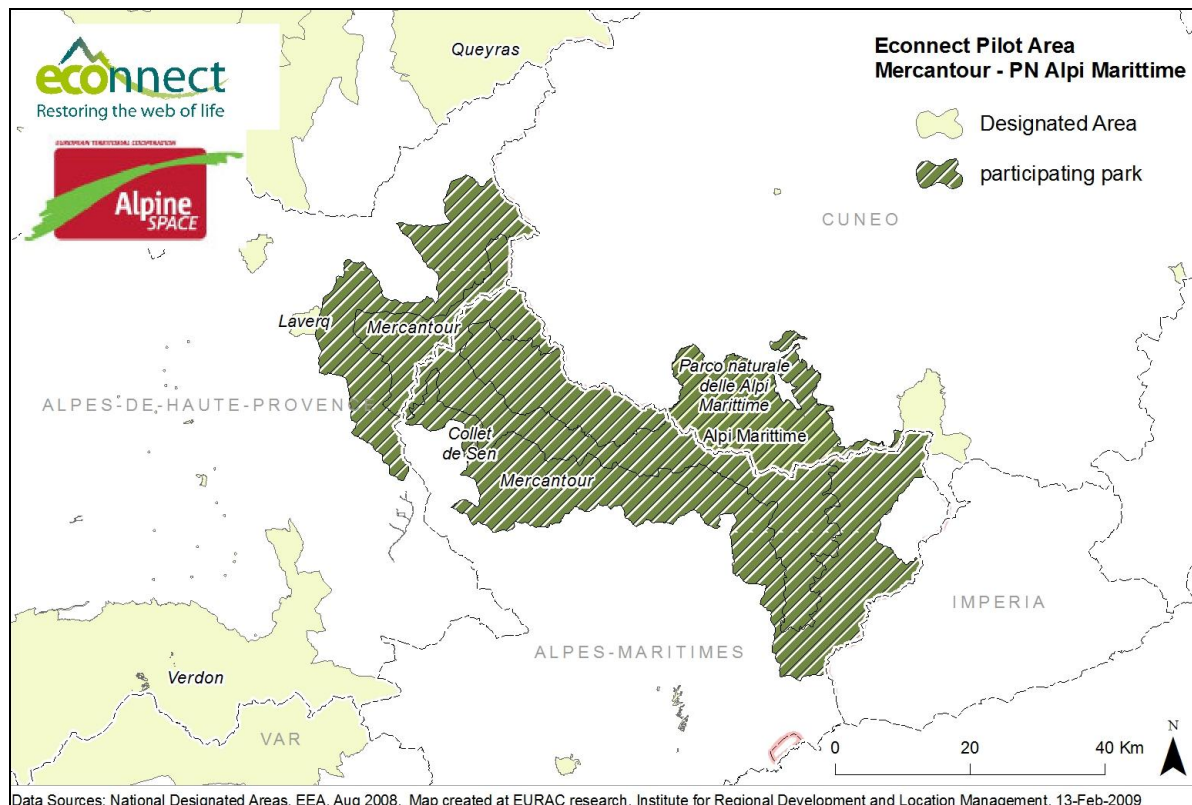 econnect
Restoring the web of life
EUROPEAN TERRITORIAL COOPERATION
Alpine
SPACE
Queyras
Econnect Pilot Area
Mercantour - PN Alpi Marittime
Designated Area
participating park
CUNEO
Laverq
Mercantour
Parco naturale
delle Alpi
Marittime
ALPES-DE-HAUTE-PROVENCE
Alpi Marittime
Collet
de Sen
Mercantour
IMPERIA
ALPES-MARITIMES
Verdon
VAR
N
0 20 40 Km
Data Sources: National Designated Areas, EEA, Aug 2008. Map created at EURAC research, Institute for Regional Development and Location Management, 13-Feb-2009